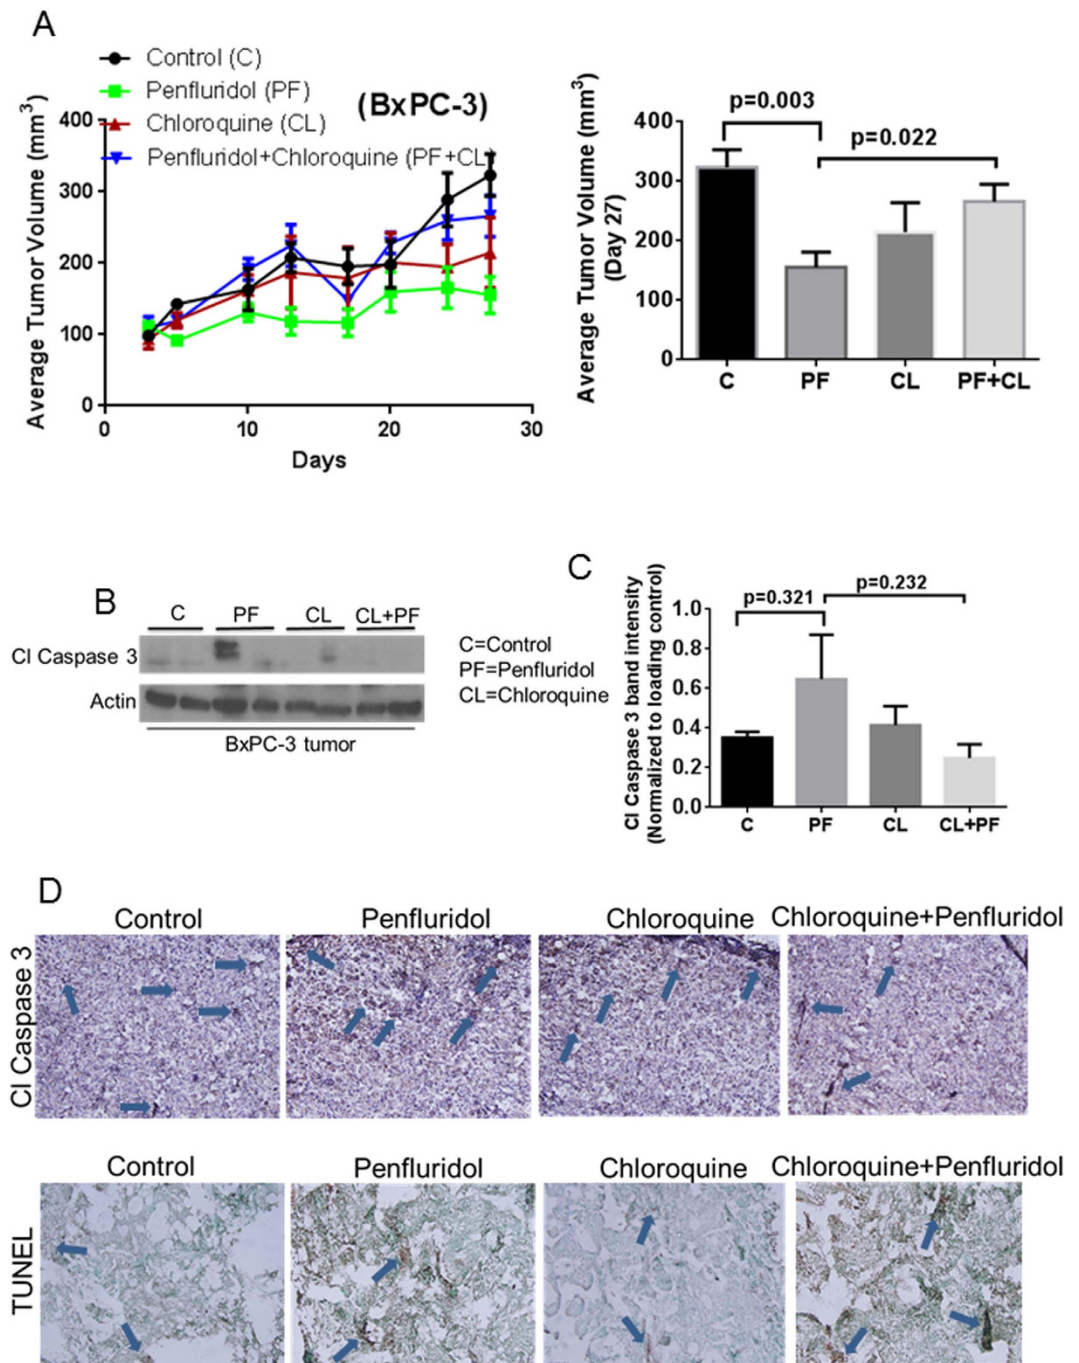 A
Control (C)
Penfluridol (PF)
Chloroquine (CL)
Penfluridol+Chloroquine (PF+CL)
(BxPC-3)
Average Tumor Volume (mm³)
400
300
200
100
0
0 10 20 30
Days
Average Tumor Volume (mm³)
(Day 27)
400
300
200
100
0
p=0.003
p=0.022
C PF CL PF+CL
B
C PF CL CL+PF
Cl Caspase 3
Actin
BxPC-3 tumor
C=Control
PF=Penfluridol
CL=Chloroquine
C
Cl Caspase 3 band intensity
(Normalized to loading control)
1.0
0.8
0.6
0.4
0.2
0.0
p=0.321
p=0.232
C PF CL CL+PF
D
Control Penfluridol Chloroquine Chloroquine+Penfluridol
Cl Caspase 3
Control Penfluridol Chloroquine Chloroquine+Penfluridol
TUNEL